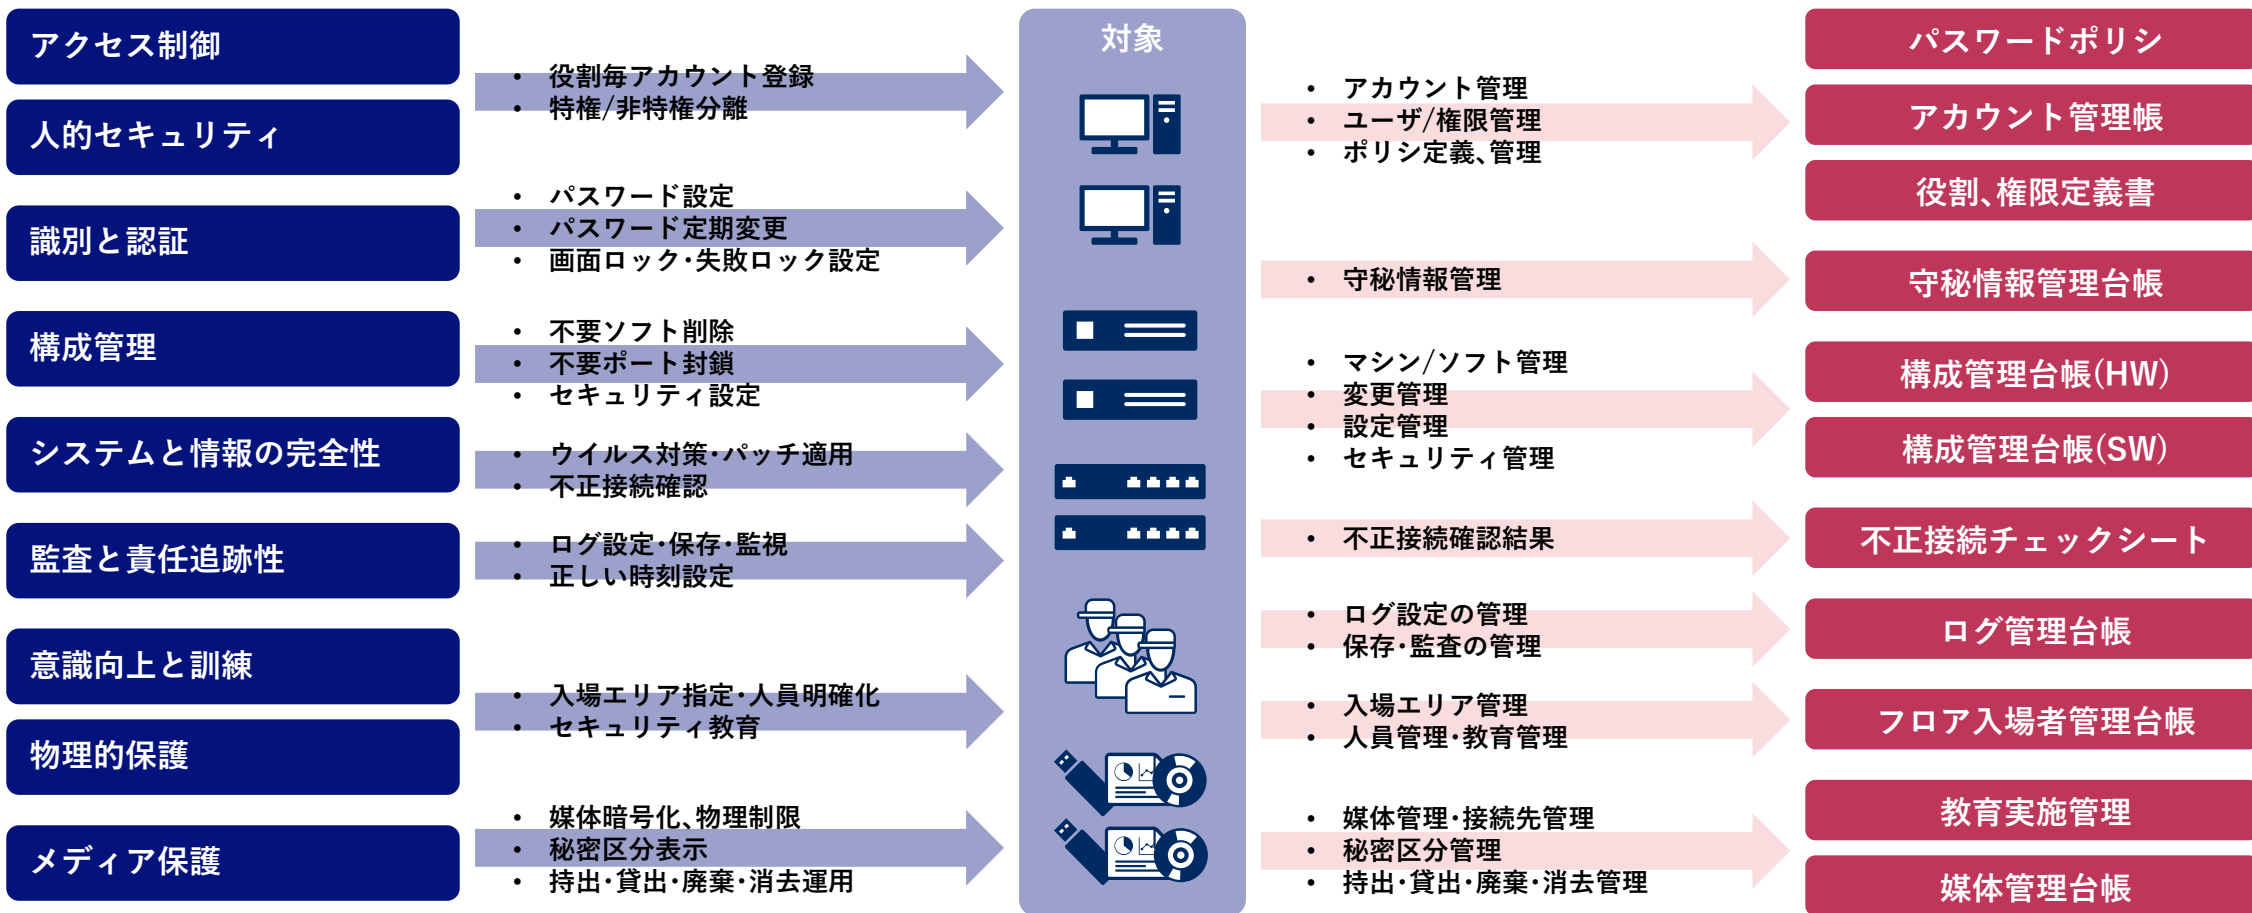 アクセス制御
人的セキュリティ
識別と認証
構成管理
システムと情報の完全性
監査と責任追跡性
意識向上と訓練
物理的保護
メディア保護
• 役割毎アカウント登録
• 特権/非特権分離
• パスワード設定
• パスワード定期変更
• 画面ロック・失敗ロック設定
• 不要ソフト削除
• 不要ポート封鎖
• セキュリティ設定
• ウイルス対策・パッチ適用
• 不正接続確認
• ログ設定・保存・監視
• 正しい時刻設定
• 入場エリア指定・人員明確化
• セキュリティ教育
• 媒体暗号化、物理制限
• 秘密区分表示
• 持出・貸出・廃棄・消去運用
対象
• アカウント管理
• ユーザ/権限管理
• ポリシ定義、管理
• 守秘情報管理
• マシン/ソフト管理
• 変更管理
• 設定管理
• セキュリティ管理
• 不正接続確認結果
• ログ設定の管理
• 保存・監査の管理
• 入場エリア管理
• 人員管理・教育管理
• 媒体管理・接続先管理
• 秘密区分管理
• 持出・貸出・廃棄・消去管理
パスワードポリシ
アカウント管理帳
役割、権限定義書
守秘情報管理台帳
構成管理台帳(HW)
構成管理台帳(SW)
不正接続チェックシート
ログ管理台帳
フロア入場者管理台帳
教育実施管理
媒体管理台帳